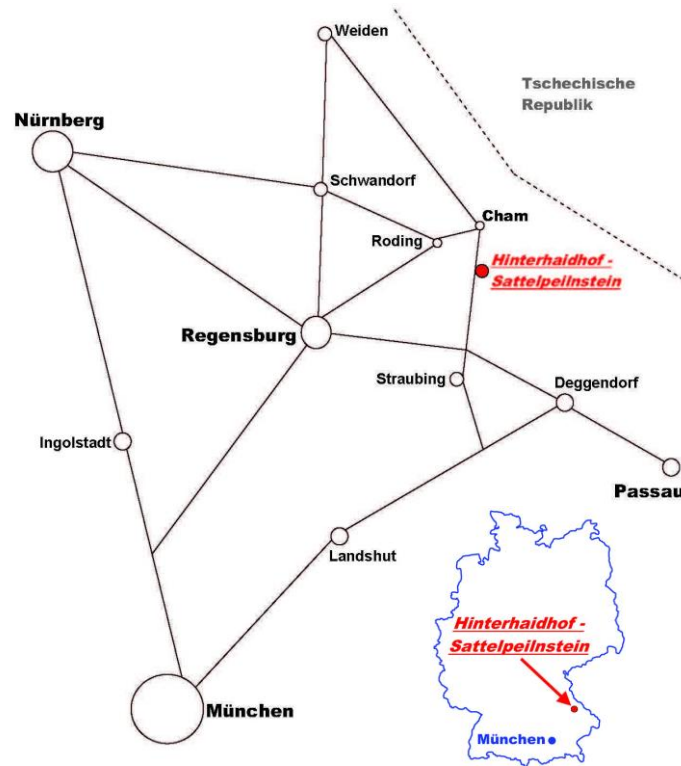 Weiden
Tschechische
Republik
Nürnberg
Schwandorf
Cham
Roding
Hinterhaidhof -
Sattelpeilnstein
Regensburg
Straubing
Deggendorf
Ingolstadt
Passau
Landshut
Hinterhaidhof -
Sattelpeilnstein
München
München